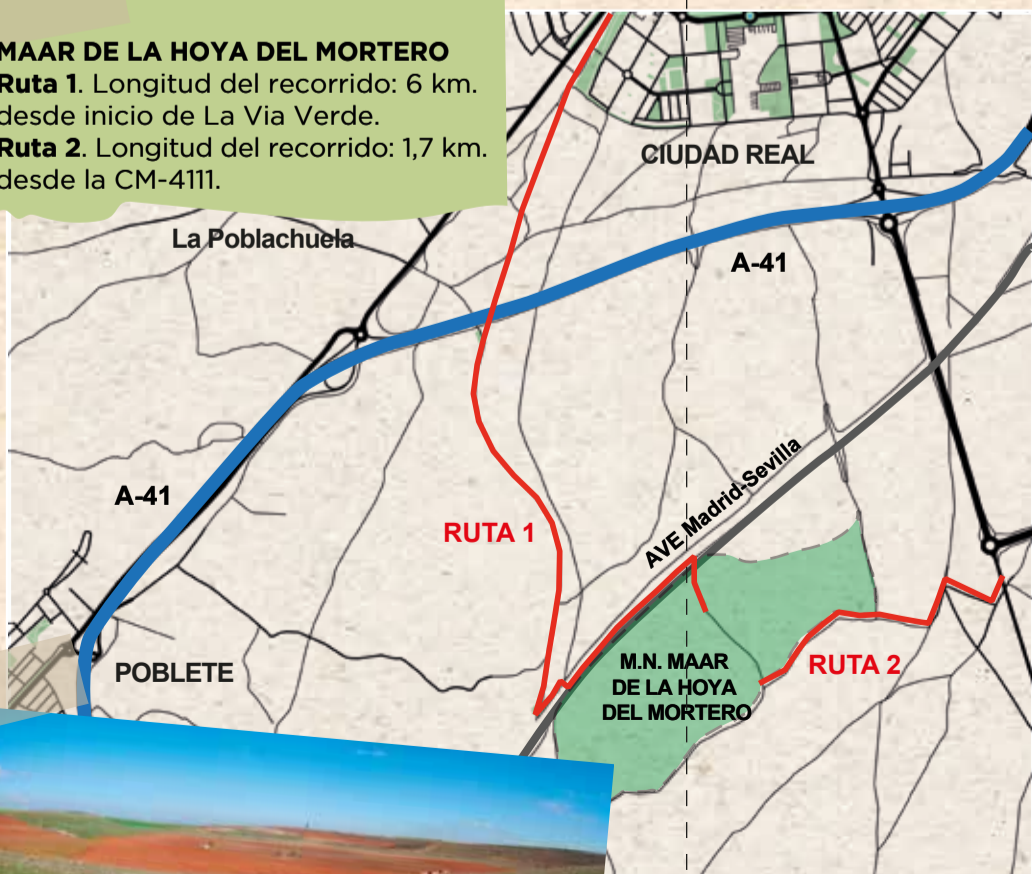 MAAR DE LA HOYA DEL MORTERO
Ruta 1. Longitud del recorrido: 6 km.
desde inicio de La Via Verde.
Ruta 2. Longitud del recorrido: 1,7 km.
desde la CM-4111.
CIUDAD REAL
La Poblachuela
A-41
A-41
AVE Madrid-Sevilla
RUTA 1
M.N. MAAR
DE LA HOYA
DEL MORTERO
RUTA 2
POBLETE